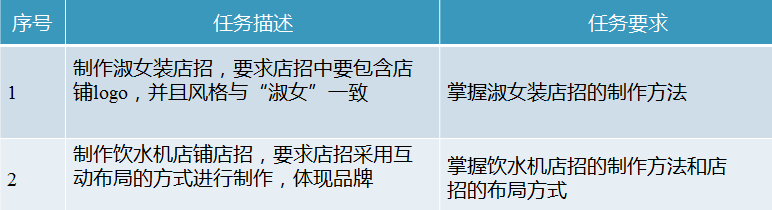 序号 任务描述 任务要求
制作淑女装店招，要求店招中要包含店
1 铺logo，并且风格与“淑女”一致 掌握淑女装店招的制作方法
制作饮水机店铺店招，要求店招采用互
2 动布局的方式进行制作，体现品牌 掌握饮水机店招的制作方法和店
招的布局方式